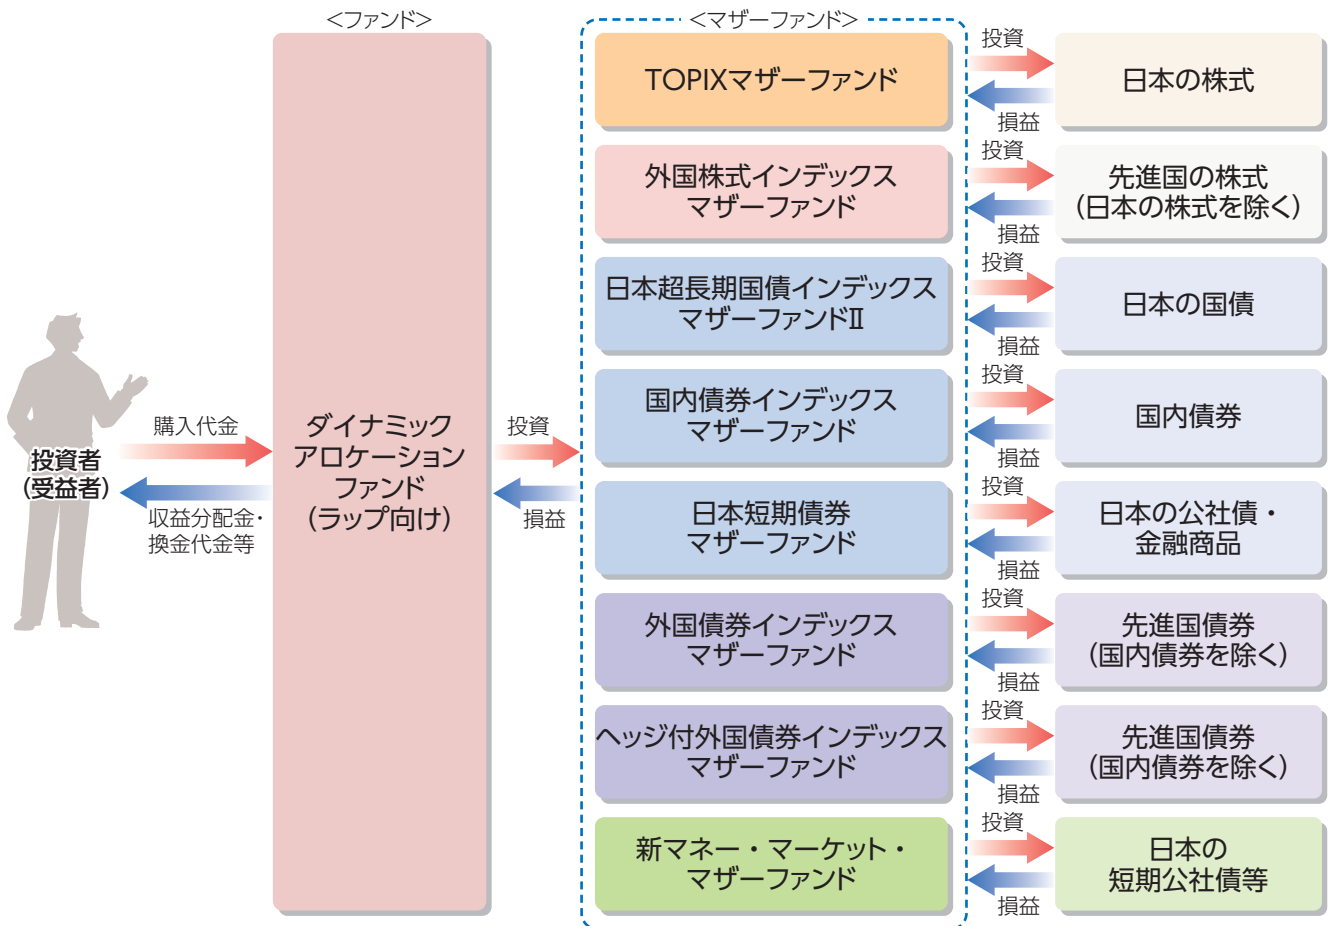 <ファンド>
<マザーファンド>
投資者
(受益者)
購入代金
収益分配金・
換金代金等
ダイナミック
アロケーション
ファンド
(ラップ向け)
投資
損益
TOPIXマザーファンド
投資
損益
日本の株式
外国株式インデックス
マザーファンド
投資
損益
先進国の株式
(日本の株式を除く)
日本超長期国債インデックス
マザーファンドⅡ
投資
損益
日本の国債
国内債券インデックス
マザーファンド
投資
損益
国内債券
日本短期債券
マザーファンド
投資
損益
日本の公社債・
金融商品
外国債券インデックス
マザーファンド
投資
損益
先進国債券
(国内債券を除く)
ヘッジ付外国債券インデックス
マザーファンド
投資
損益
先進国債券
(国内債券を除く)
新マネー・マーケット・
マザーファンド
投資
損益
日本の
短期公社債等